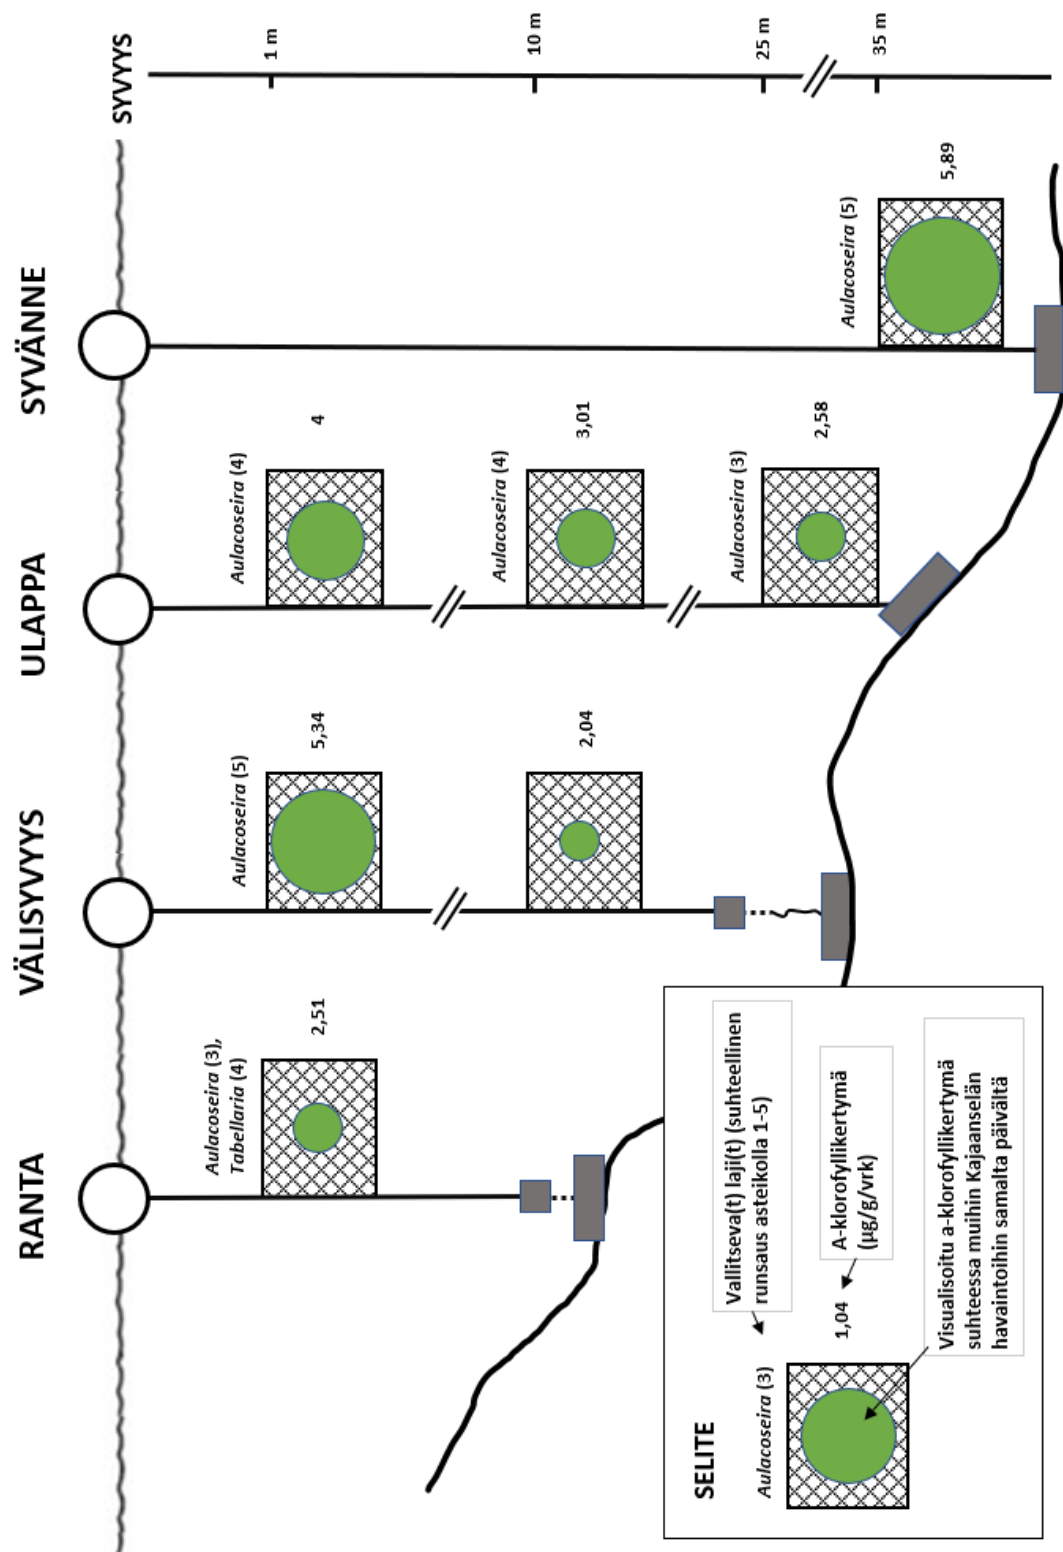 RANTA
VÄLISYVYYS
ULAPPA
SYVÄNNE
SYVYYS
1 m
10 m
25 m
35 m
Aulacoseira (3),
Tabellaria (4)
2,51
Aulacoseira (5)
5,34
2,04
Aulacoseira (4)
4
Aulacoseira (4)
3,01
Aulacoseira (3)
2,58
Aulacoseira (5)
5,89
SELITE
Aulacoseira (3)
1,04
Vallitseva(t) laji(t) (suhteellinen
runsaus asteikolla 1-5)
A-klorofyllikertymä
(µg/g/vrk)
Visualisoitu a-klorofyllikertymä
suhteessa muihin Kajaanselän
havaintoihin samalta päivältä